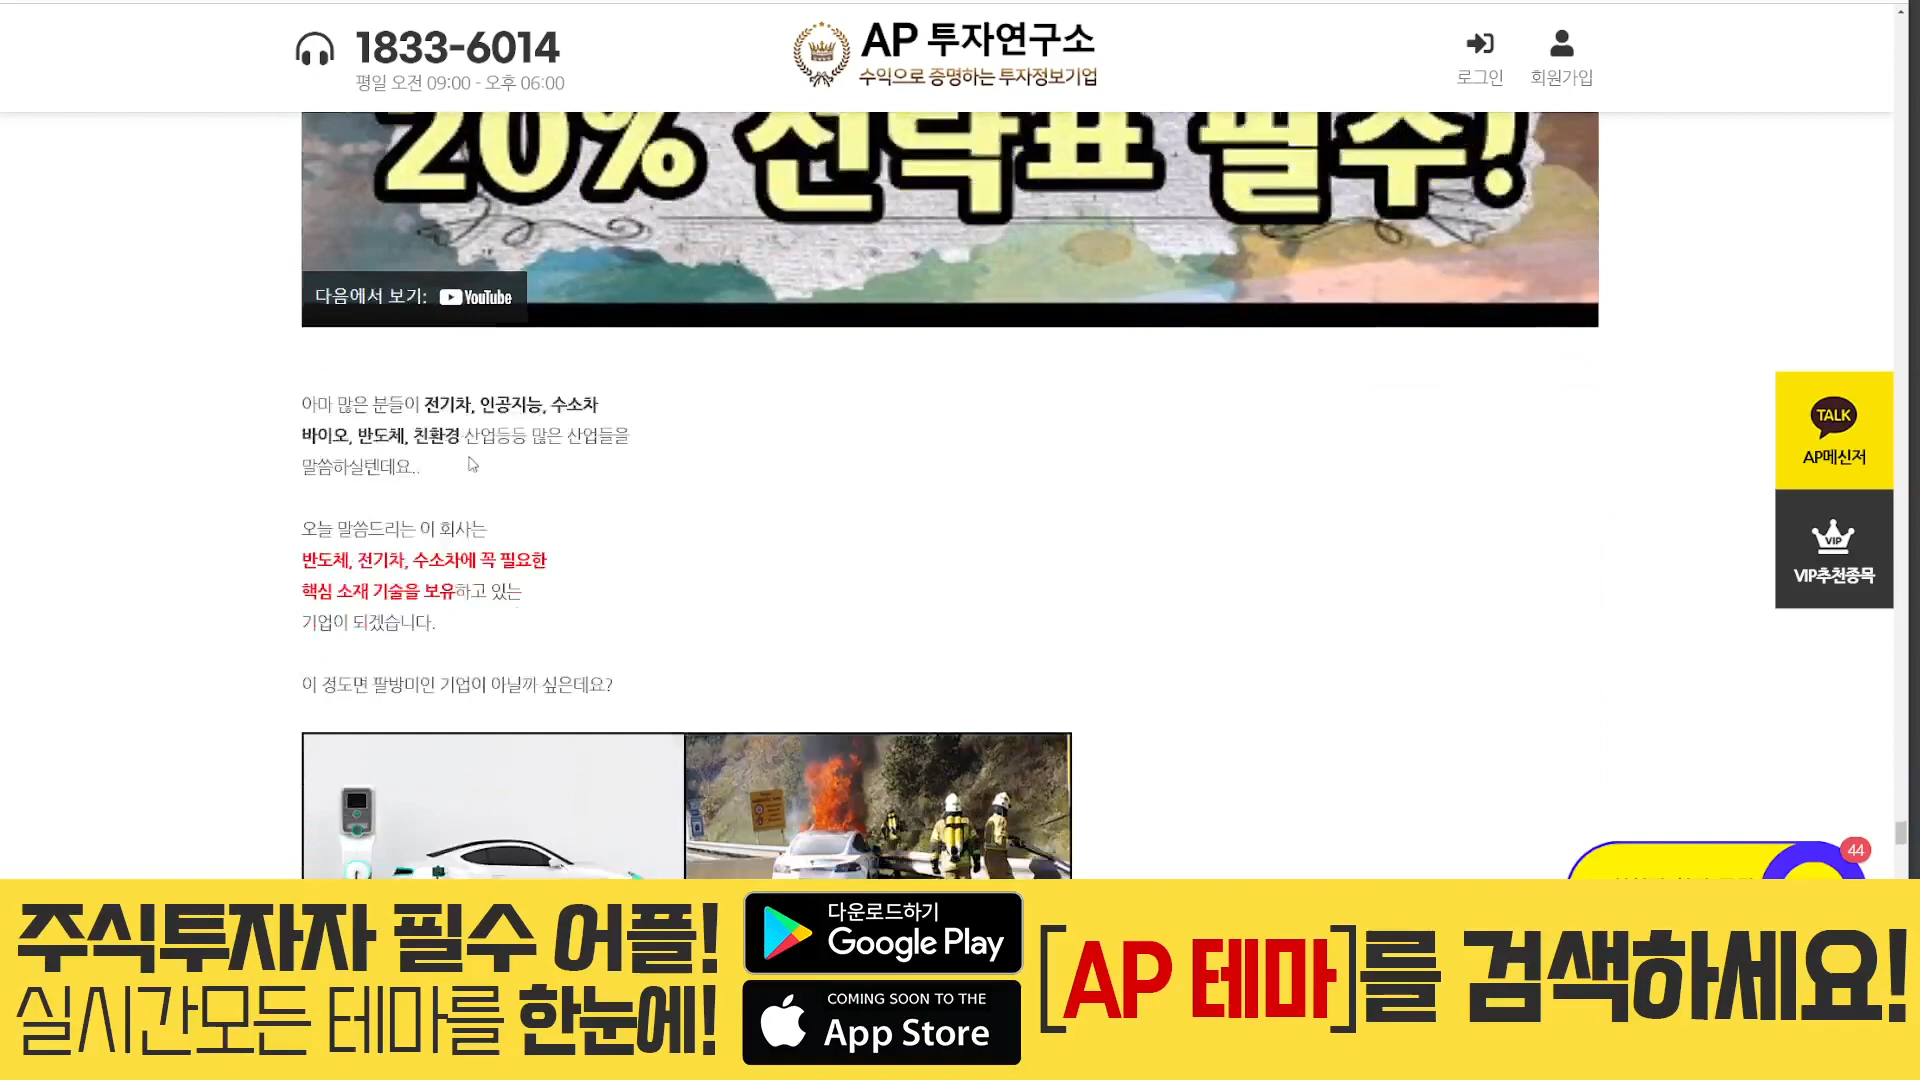 1833-6014
평일 오전 09:00 - 오후 06:00
AP 투자연구소
수익으로 증명하는 투자정보기업
로그인
회원가입
20% 전략표 필수!
다음에서 보기: YouTube
아마 많은 분들이 전기차, 인공지능, 수소차
바이오, 반도체, 친환경 산업등등 많은 산업들을
말씀하실텐데요..
오늘 말씀드리는 이 회사는
반도체, 전기차, 수소차에 꼭 필요한
핵심 소재 기술을 보유하고 있는
기업이 되겠습니다.
이 정도면 팔방미인 기업이 아닐까 싶은데요?
TALK
AP메신저
VIP
VIP추천종목
44
주식투자자 필수 어플!
실시간모든 테마를 한눈에!
다운로드하기
Google Play
COMING SOON TO THE
App Store
[AP 테마]를 검색하세요!